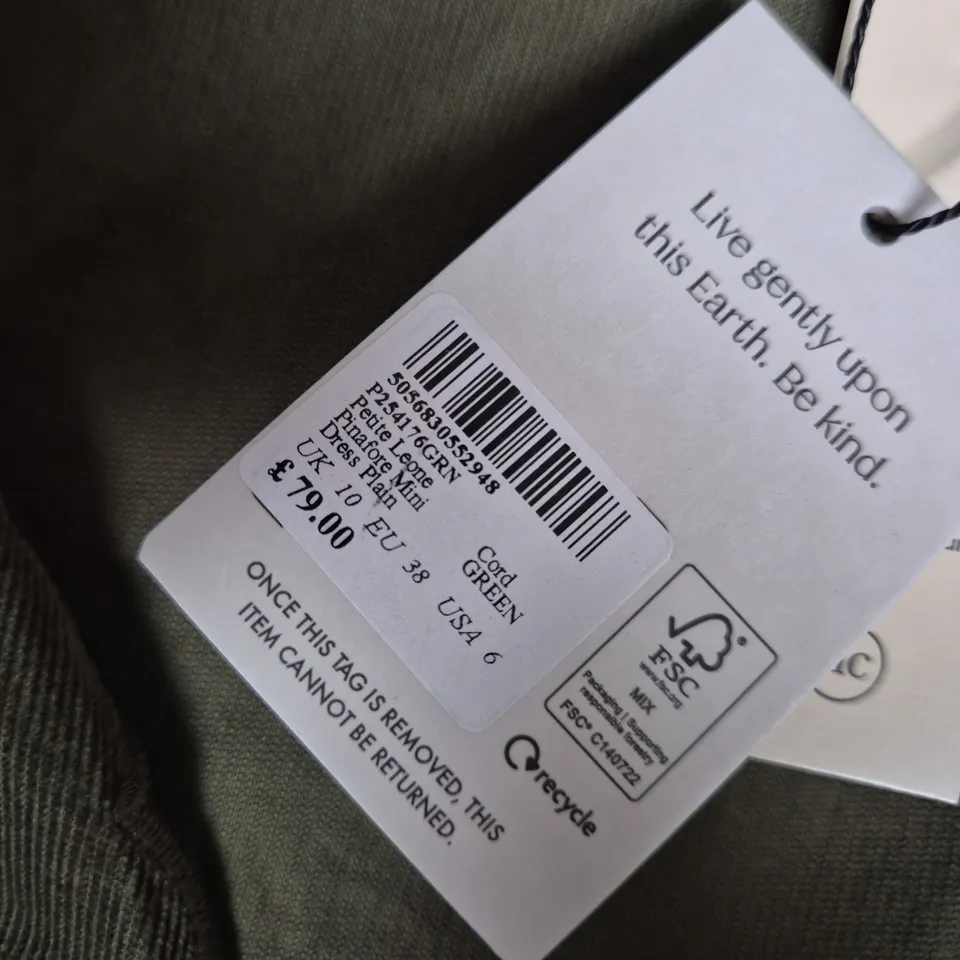 Live gently upon
this Earth. Be kind.
5056830552948
P254176GRN
Petite Leone
Pinafore Mini
Dress Plain
Cord
GREEN
UK 10 EU 38 USA 6
£79.00
FSC®
www.fsc.org
MIX
Packaging | Supporting
responsible forestry
FSC® C140722
recycle
ONCE THIS TAG IS REMOVED, THIS
ITEM CANNOT BE RETURNED.